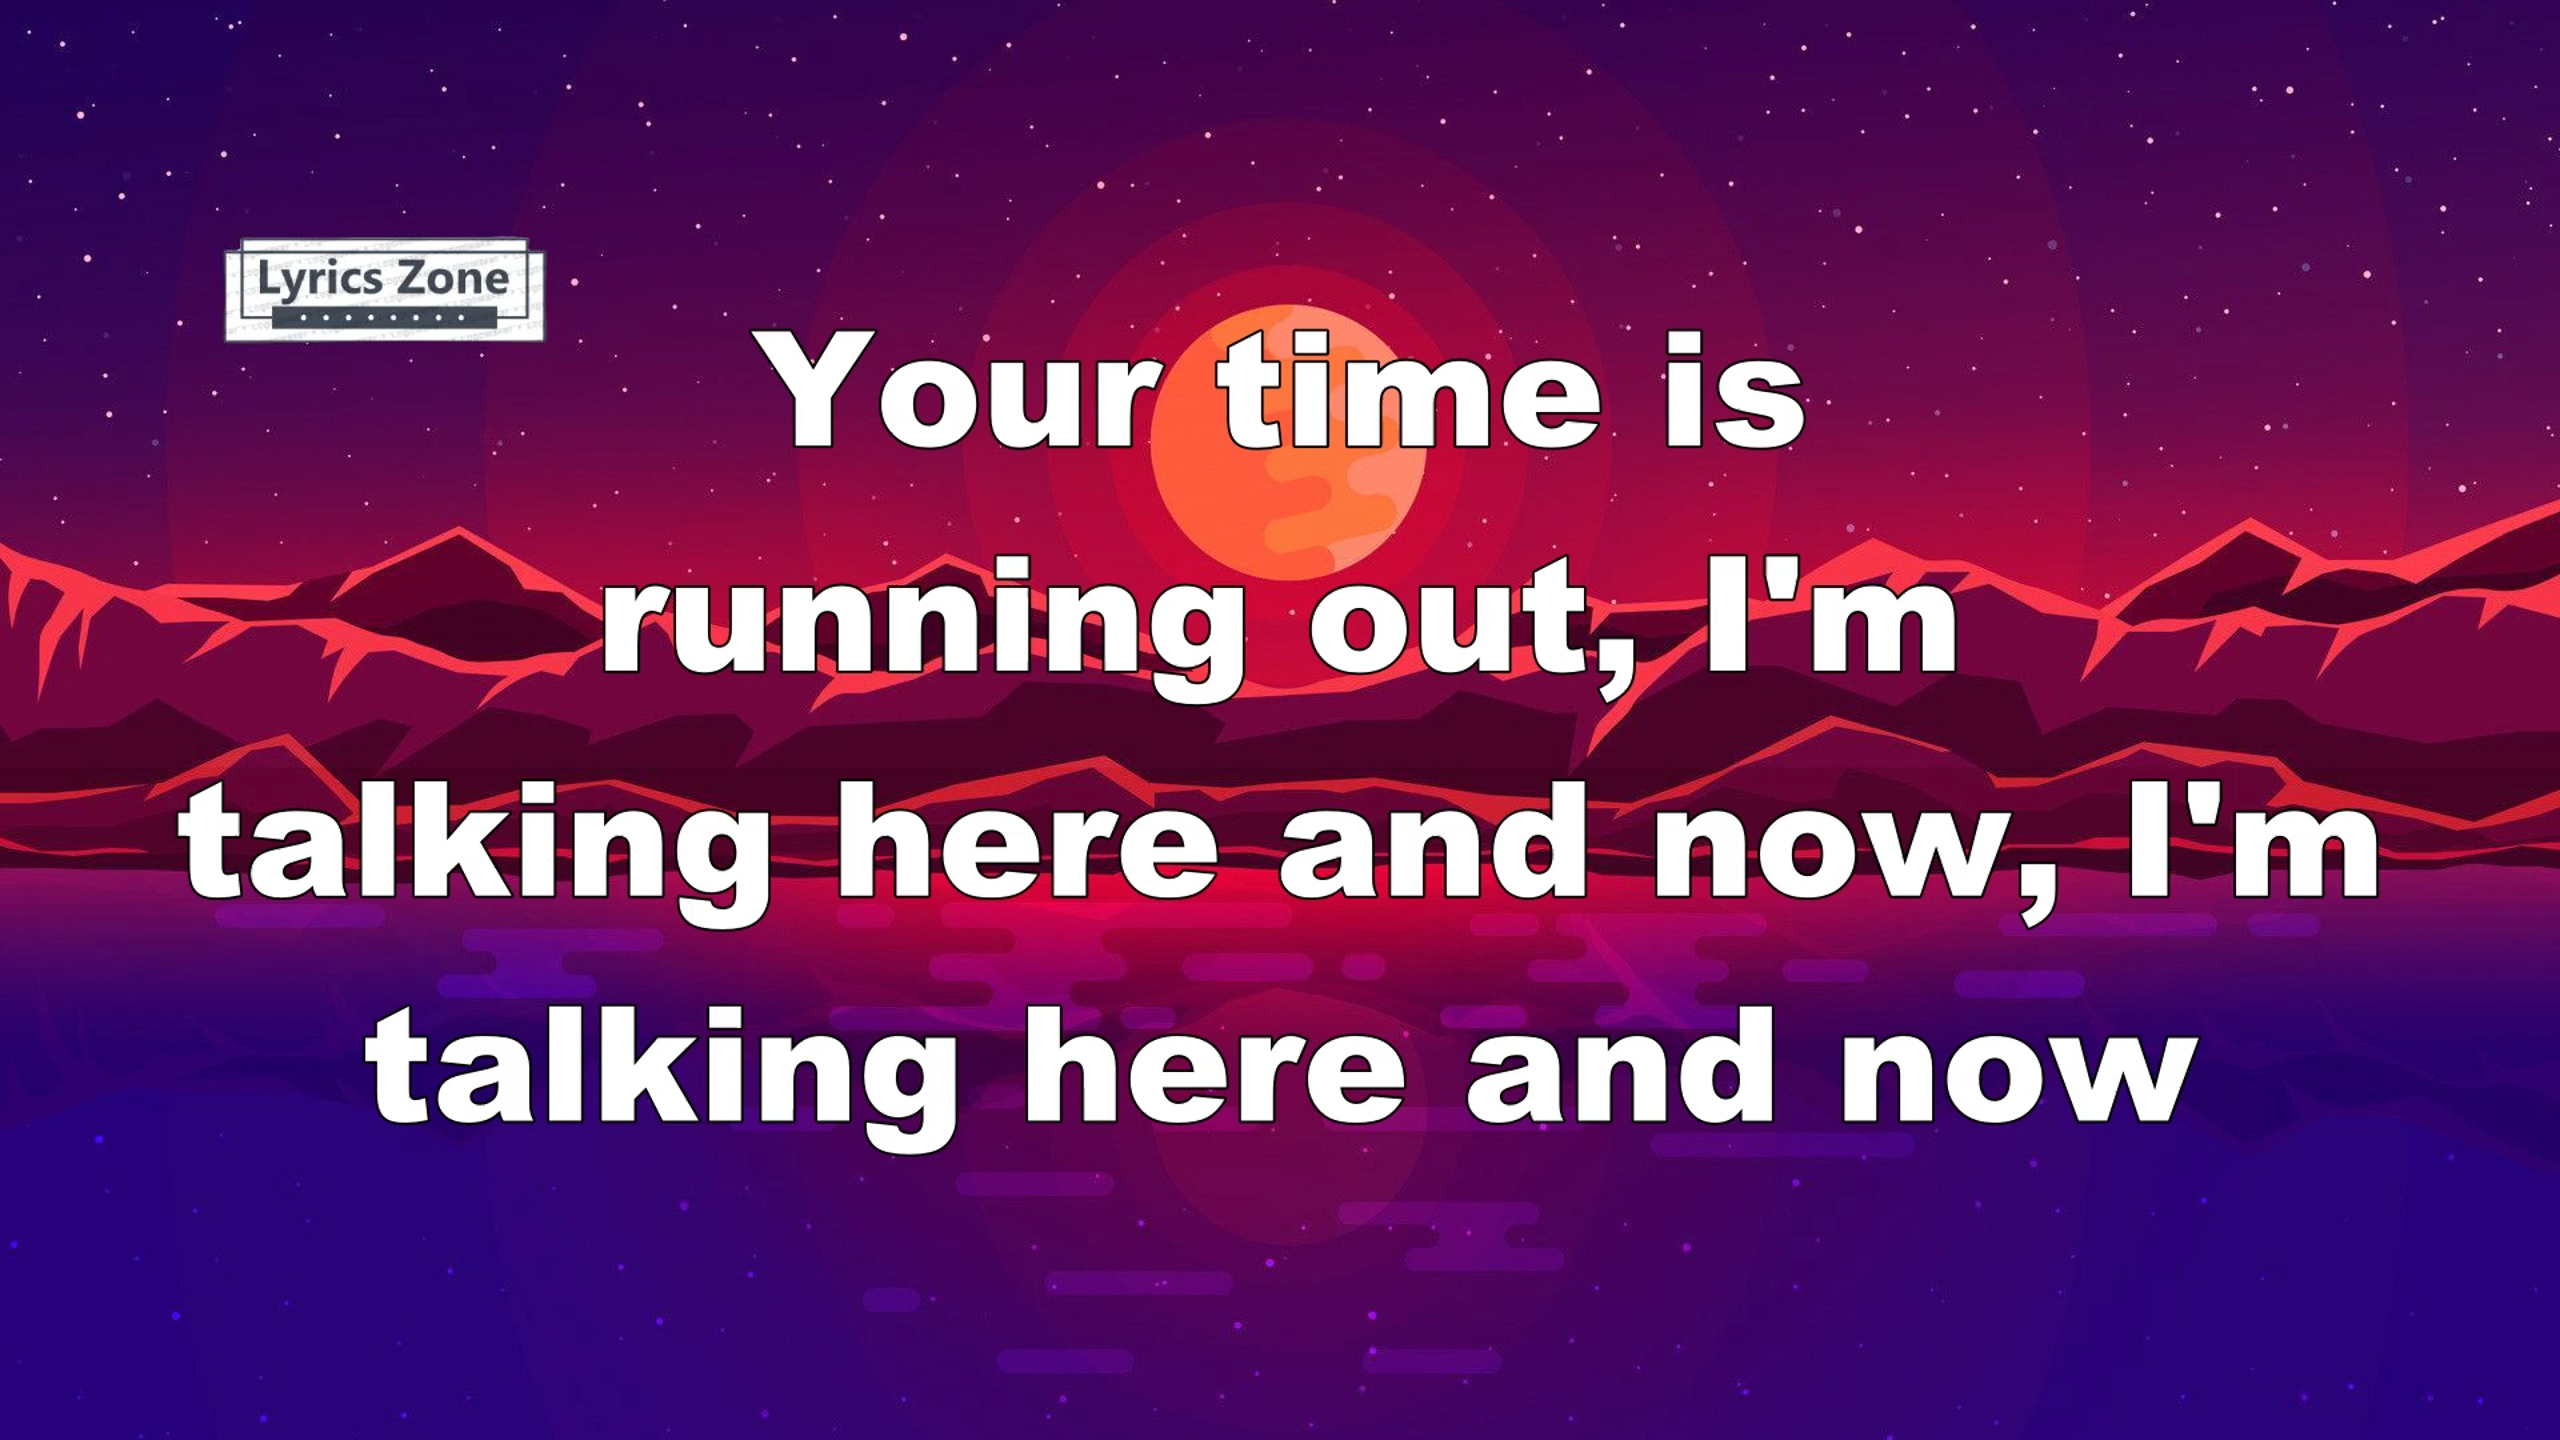 Lyrics Zone
Your time is
running out, I'm
talking here and now, I'm
talking here and now